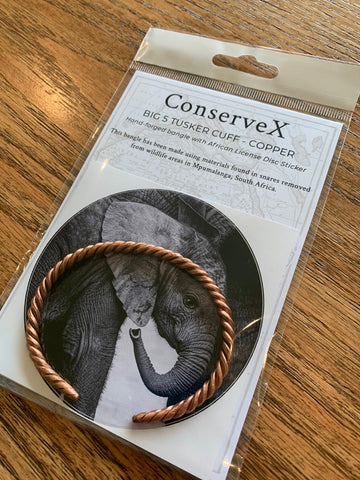 ConserveX
BIG 5 TUSKER CUFF - COPPER
Hand-forged bangle with African License Disc Sticker
This bangle has been made using materials found in snares removed
from wildlife areas in Mpumalanga, South Africa.